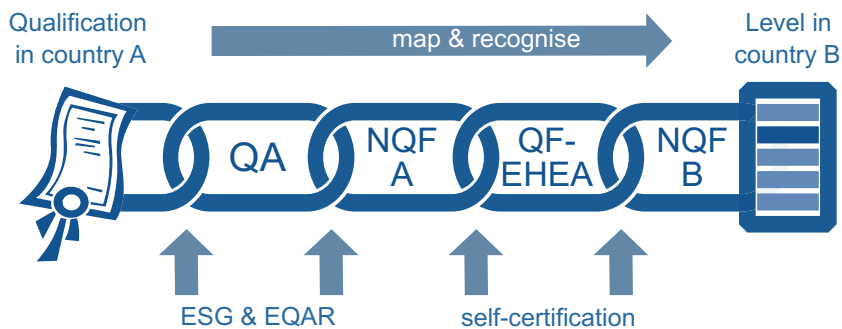 Qualification
in country A
map & recognise
Level in
country B
QA
NQF
A
QF-
EHEA
NQF
B
ESG & EQAR
self-certification